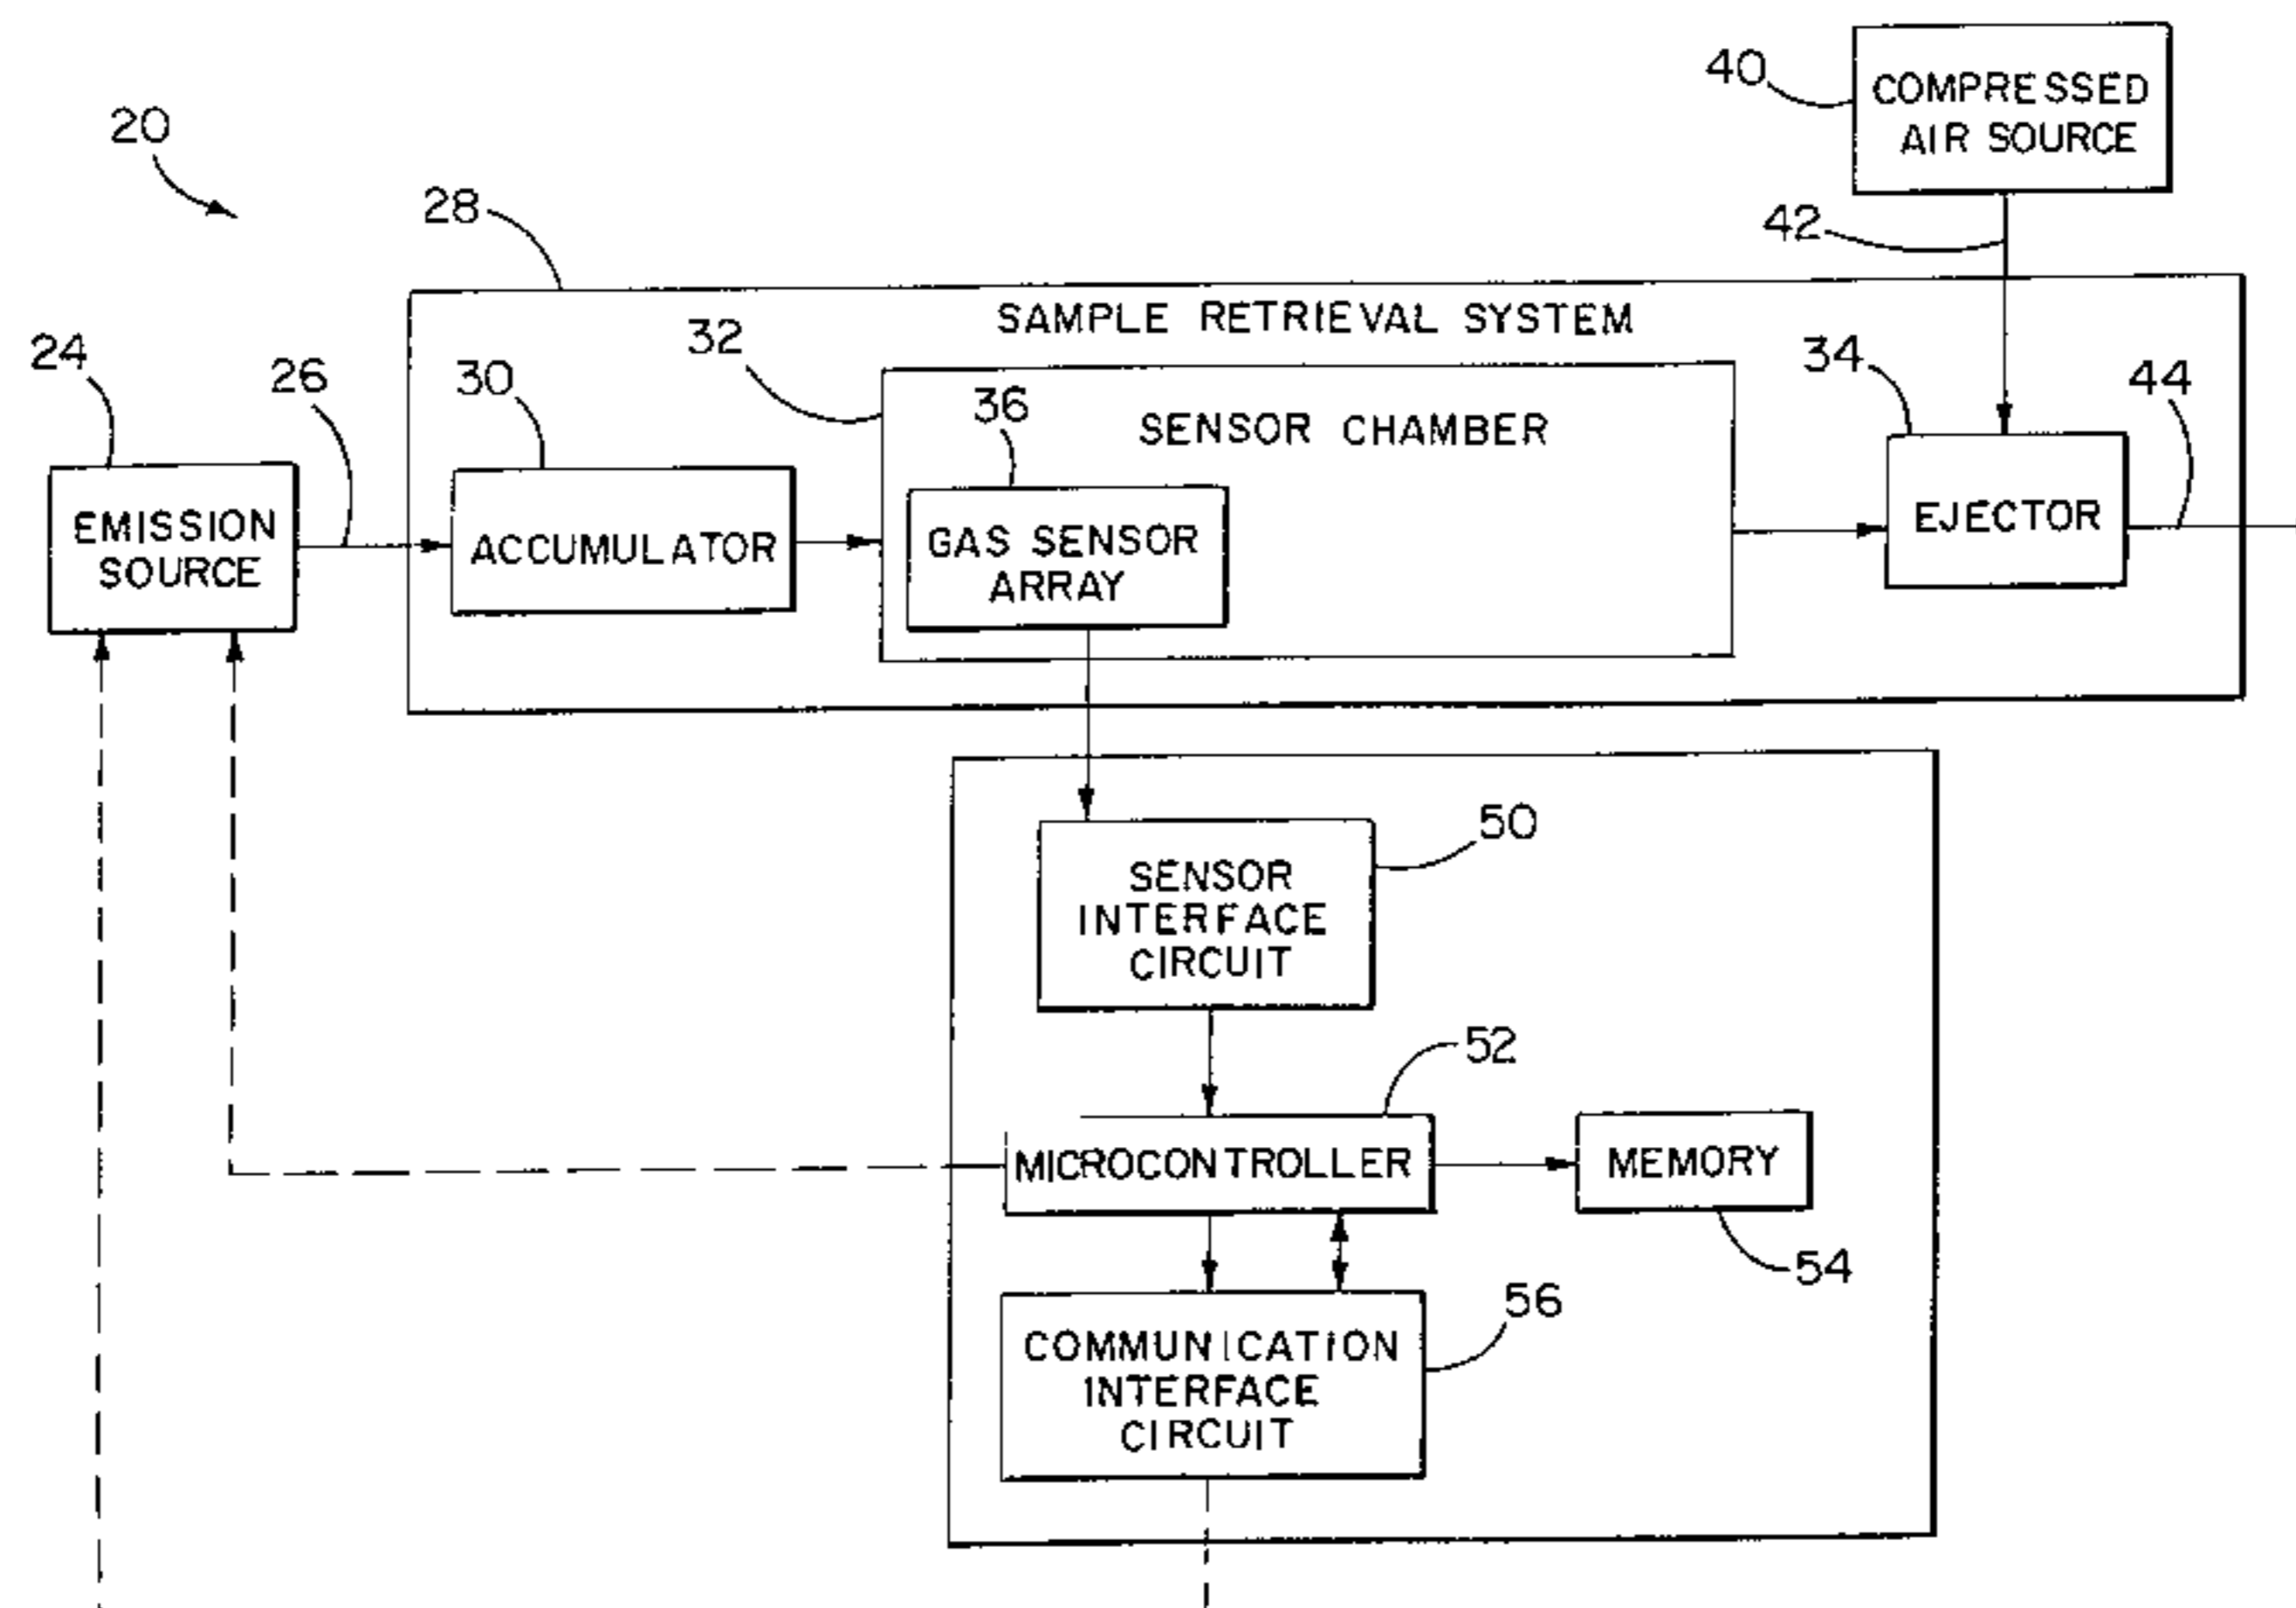 40
COMPRESSED
AIR SOURCE
20
42
28
SAMPLE RETRIEVAL SYSTEM
32
34
24
26
30
36
44
SENSOR CHAMBER
EMISSION
SOURCE
ACCUMULATOR
GAS SENSOR
ARRAY
EJECTOR
50
SENSOR
INTERFACE
CIRCUIT
52
MICROCONTROLLER
MEMORY
54
56
COMMUNICATION
INTERFACE
CIRCUIT